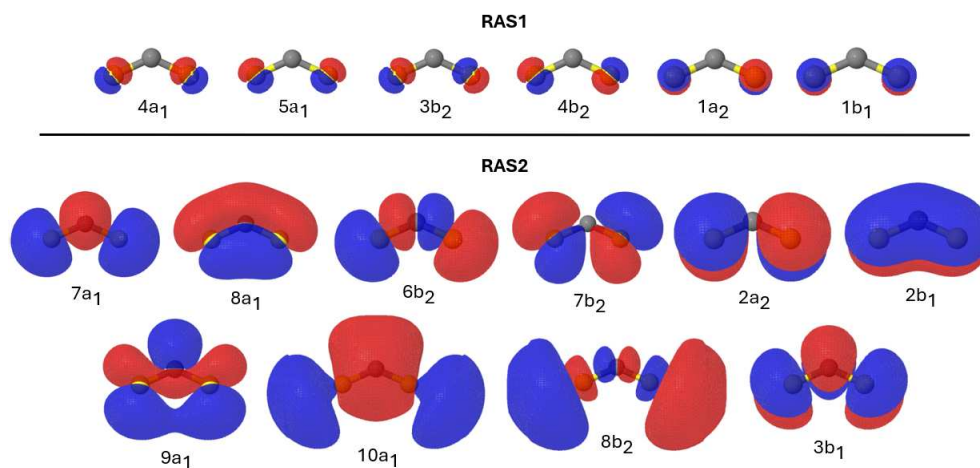 RAS1
4a₁ 5a₁ 3b₂ 4b₂ 1a₂ 1b₁
RAS2
7a₁ 8a₁ 6b₂ 7b₂ 2a₂ 2b₁
9a₁ 10a₁ 8b₂ 3b₁